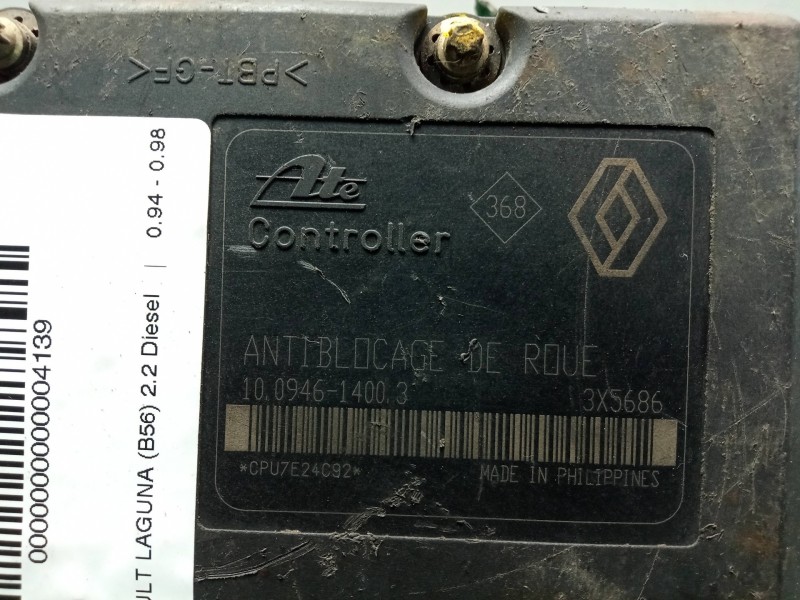 >PBT-GF<
Ate
Controller
368
ANTIBLOCAGE DE ROUE
10.0946-1400.3 3X5686
*CPU7E24C92* MADE IN PHILIPPINES
ULT LAGUNA (B56) 2.2 Diesel | 0.94 - 0.98
0000000000004139